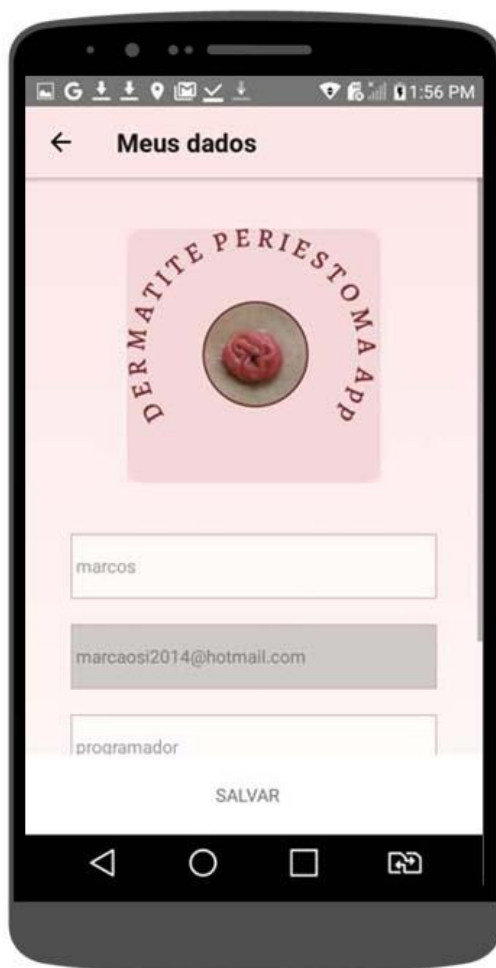 1:56 PM
Meus dados
DERMATITE PERIESTOMA APP
marcos
marcaosi2014@hotmail.com
programador
SALVAR